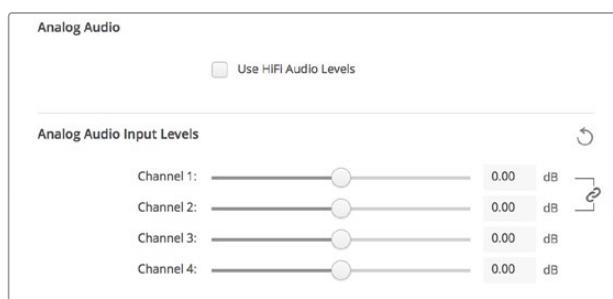 Analog Audio
Use HiFi Audio Levels
Analog Audio Input Levels
Channel 1: 0.00 dB
Channel 2: 0.00 dB
Channel 3: 0.00 dB
Channel 4: 0.00 dB